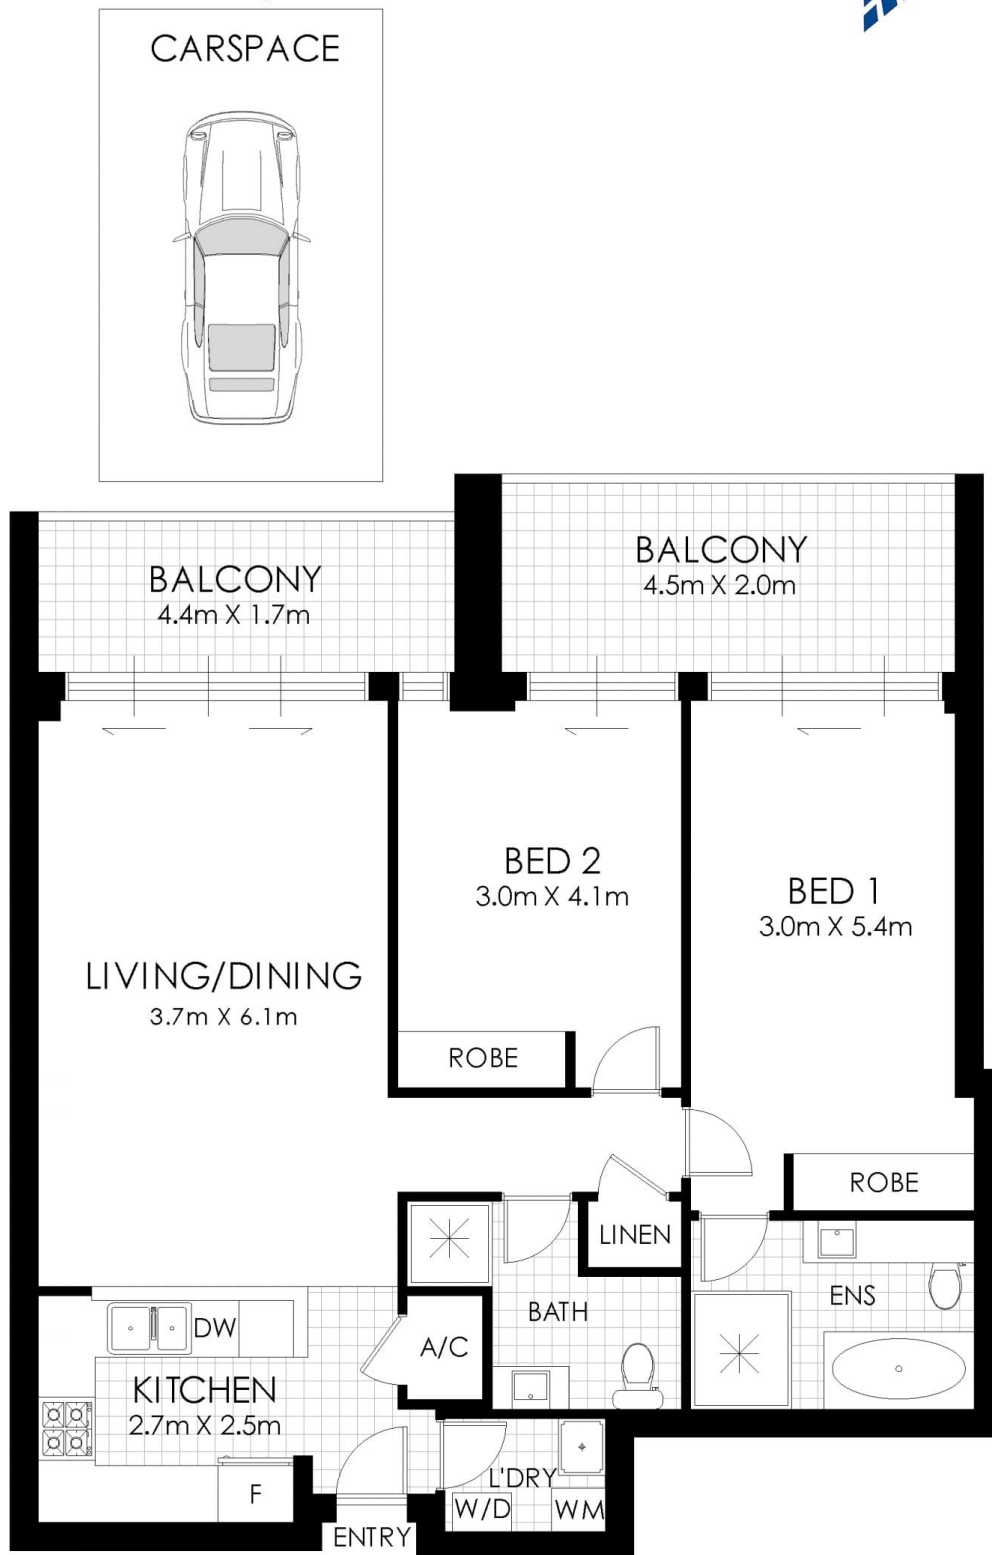 CARSPACE
BALCONY
4.4m X 1.7m
BALCONY
4.5m X 2.0m
BED 2
3.0m X 4.1m
BED 1
3.0m X 5.4m
LIVING/DINING
3.7m X 6.1m
ROBE
ROBE
LINEN
BATH
ENS
DW
A/C
KITCHEN
2.7m X 2.5m
L'DRY
F
W/D
WM
ENTRY